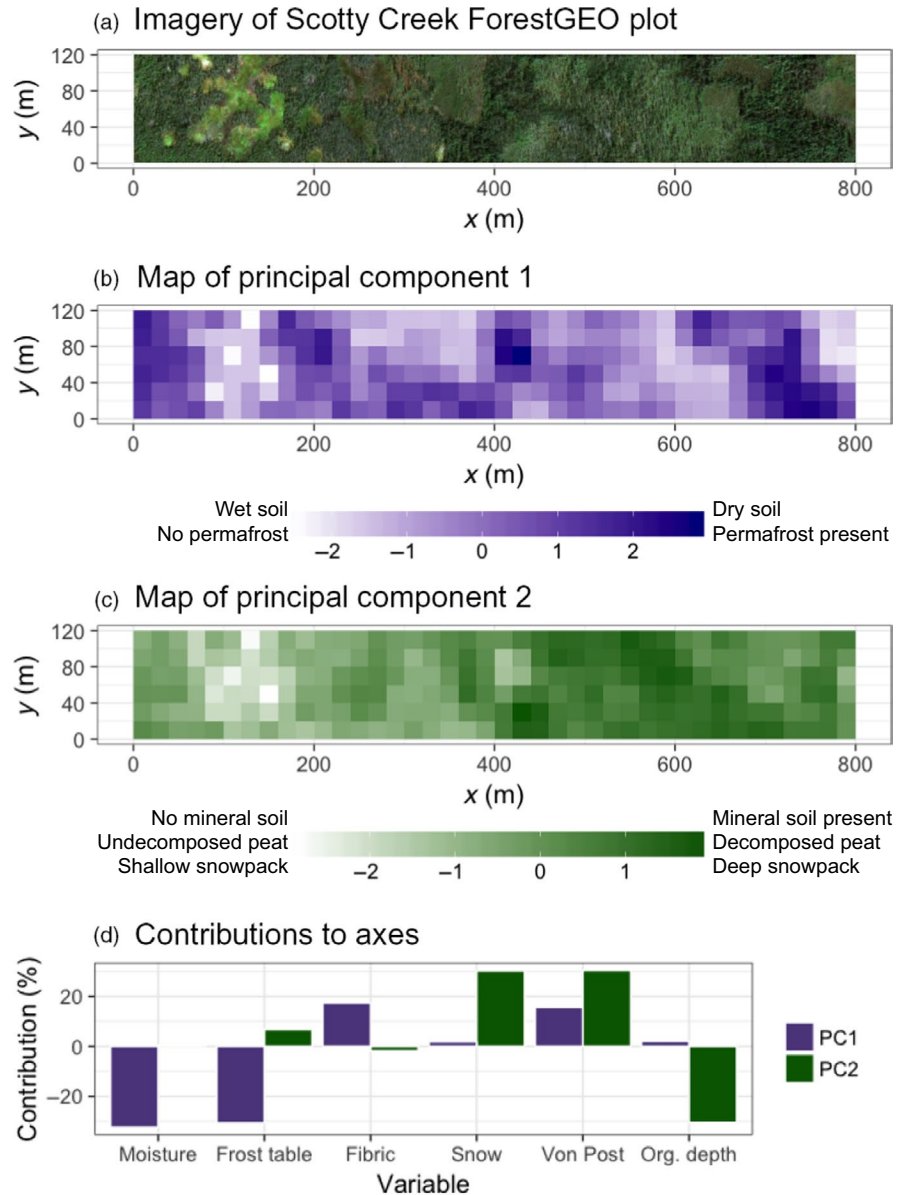 (a) Imagery of Scotty Creek ForestGEO plot
120
80
40
0
y (m)
0 200 400 600 800
x (m)
(b) Map of principal component 1
120
80
40
0
y (m)
0 200 400 600 800
x (m)
Wet soil
No permafrost
−2 −1 0 1 2
Dry soil
Permafrost present
(c) Map of principal component 2
120
80
40
0
y (m)
0 200 400 600 800
x (m)
No mineral soil
Undecomposed peat
Shallow snowpack
−2 −1 0 1
Mineral soil present
Decomposed peat
Deep snowpack
(d) Contributions to axes
20
0
−20
Contribution (%)
Moisture Frost table Fibric Snow Von Post Org. depth
Variable
PC1
PC2